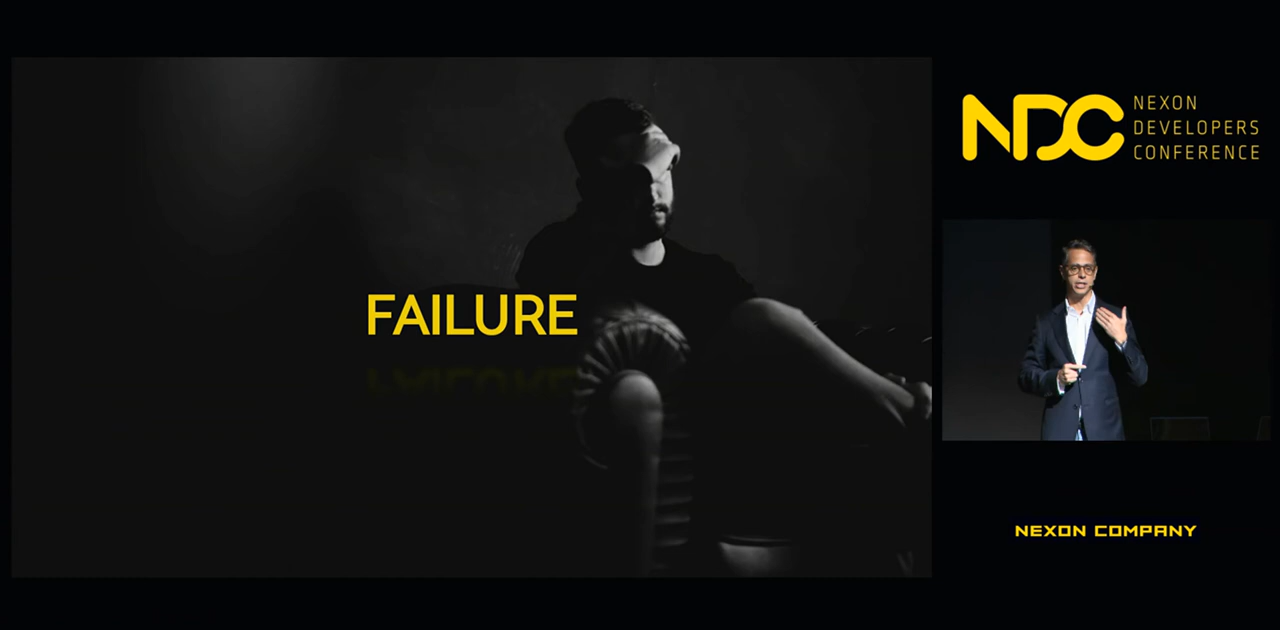 FAILURE
NDC
NEXON
DEVELOPERS
CONFERENCE
NEXON COMPANY